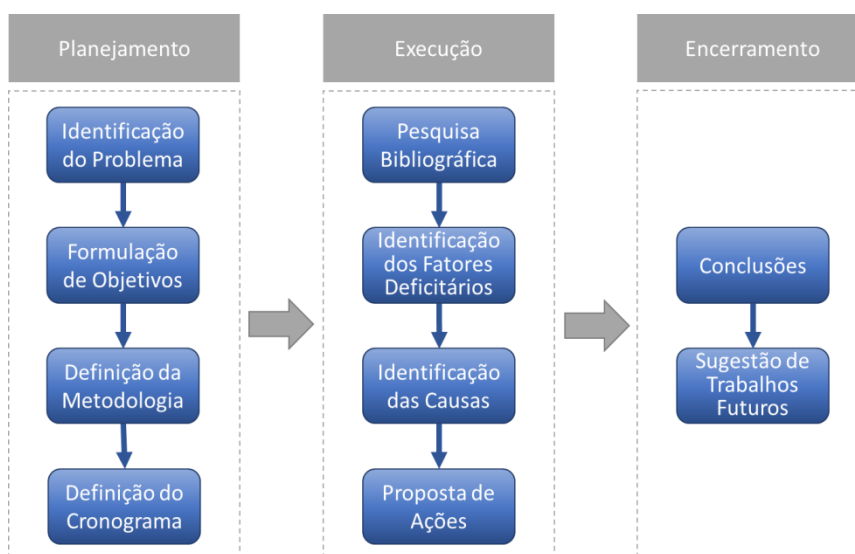 Planejamento
Identificação
do Problema
Formulação
de Objetivos
Definição da
Metodologia
Definição do
Cronograma
Execução
Pesquisa
Bibliográfica
Identificação
dos Fatores
Deficitários
Identificação
das Causas
Proposta de
Ações
Encerramento
Conclusões
Sugestão de
Trabalhos
Futuros